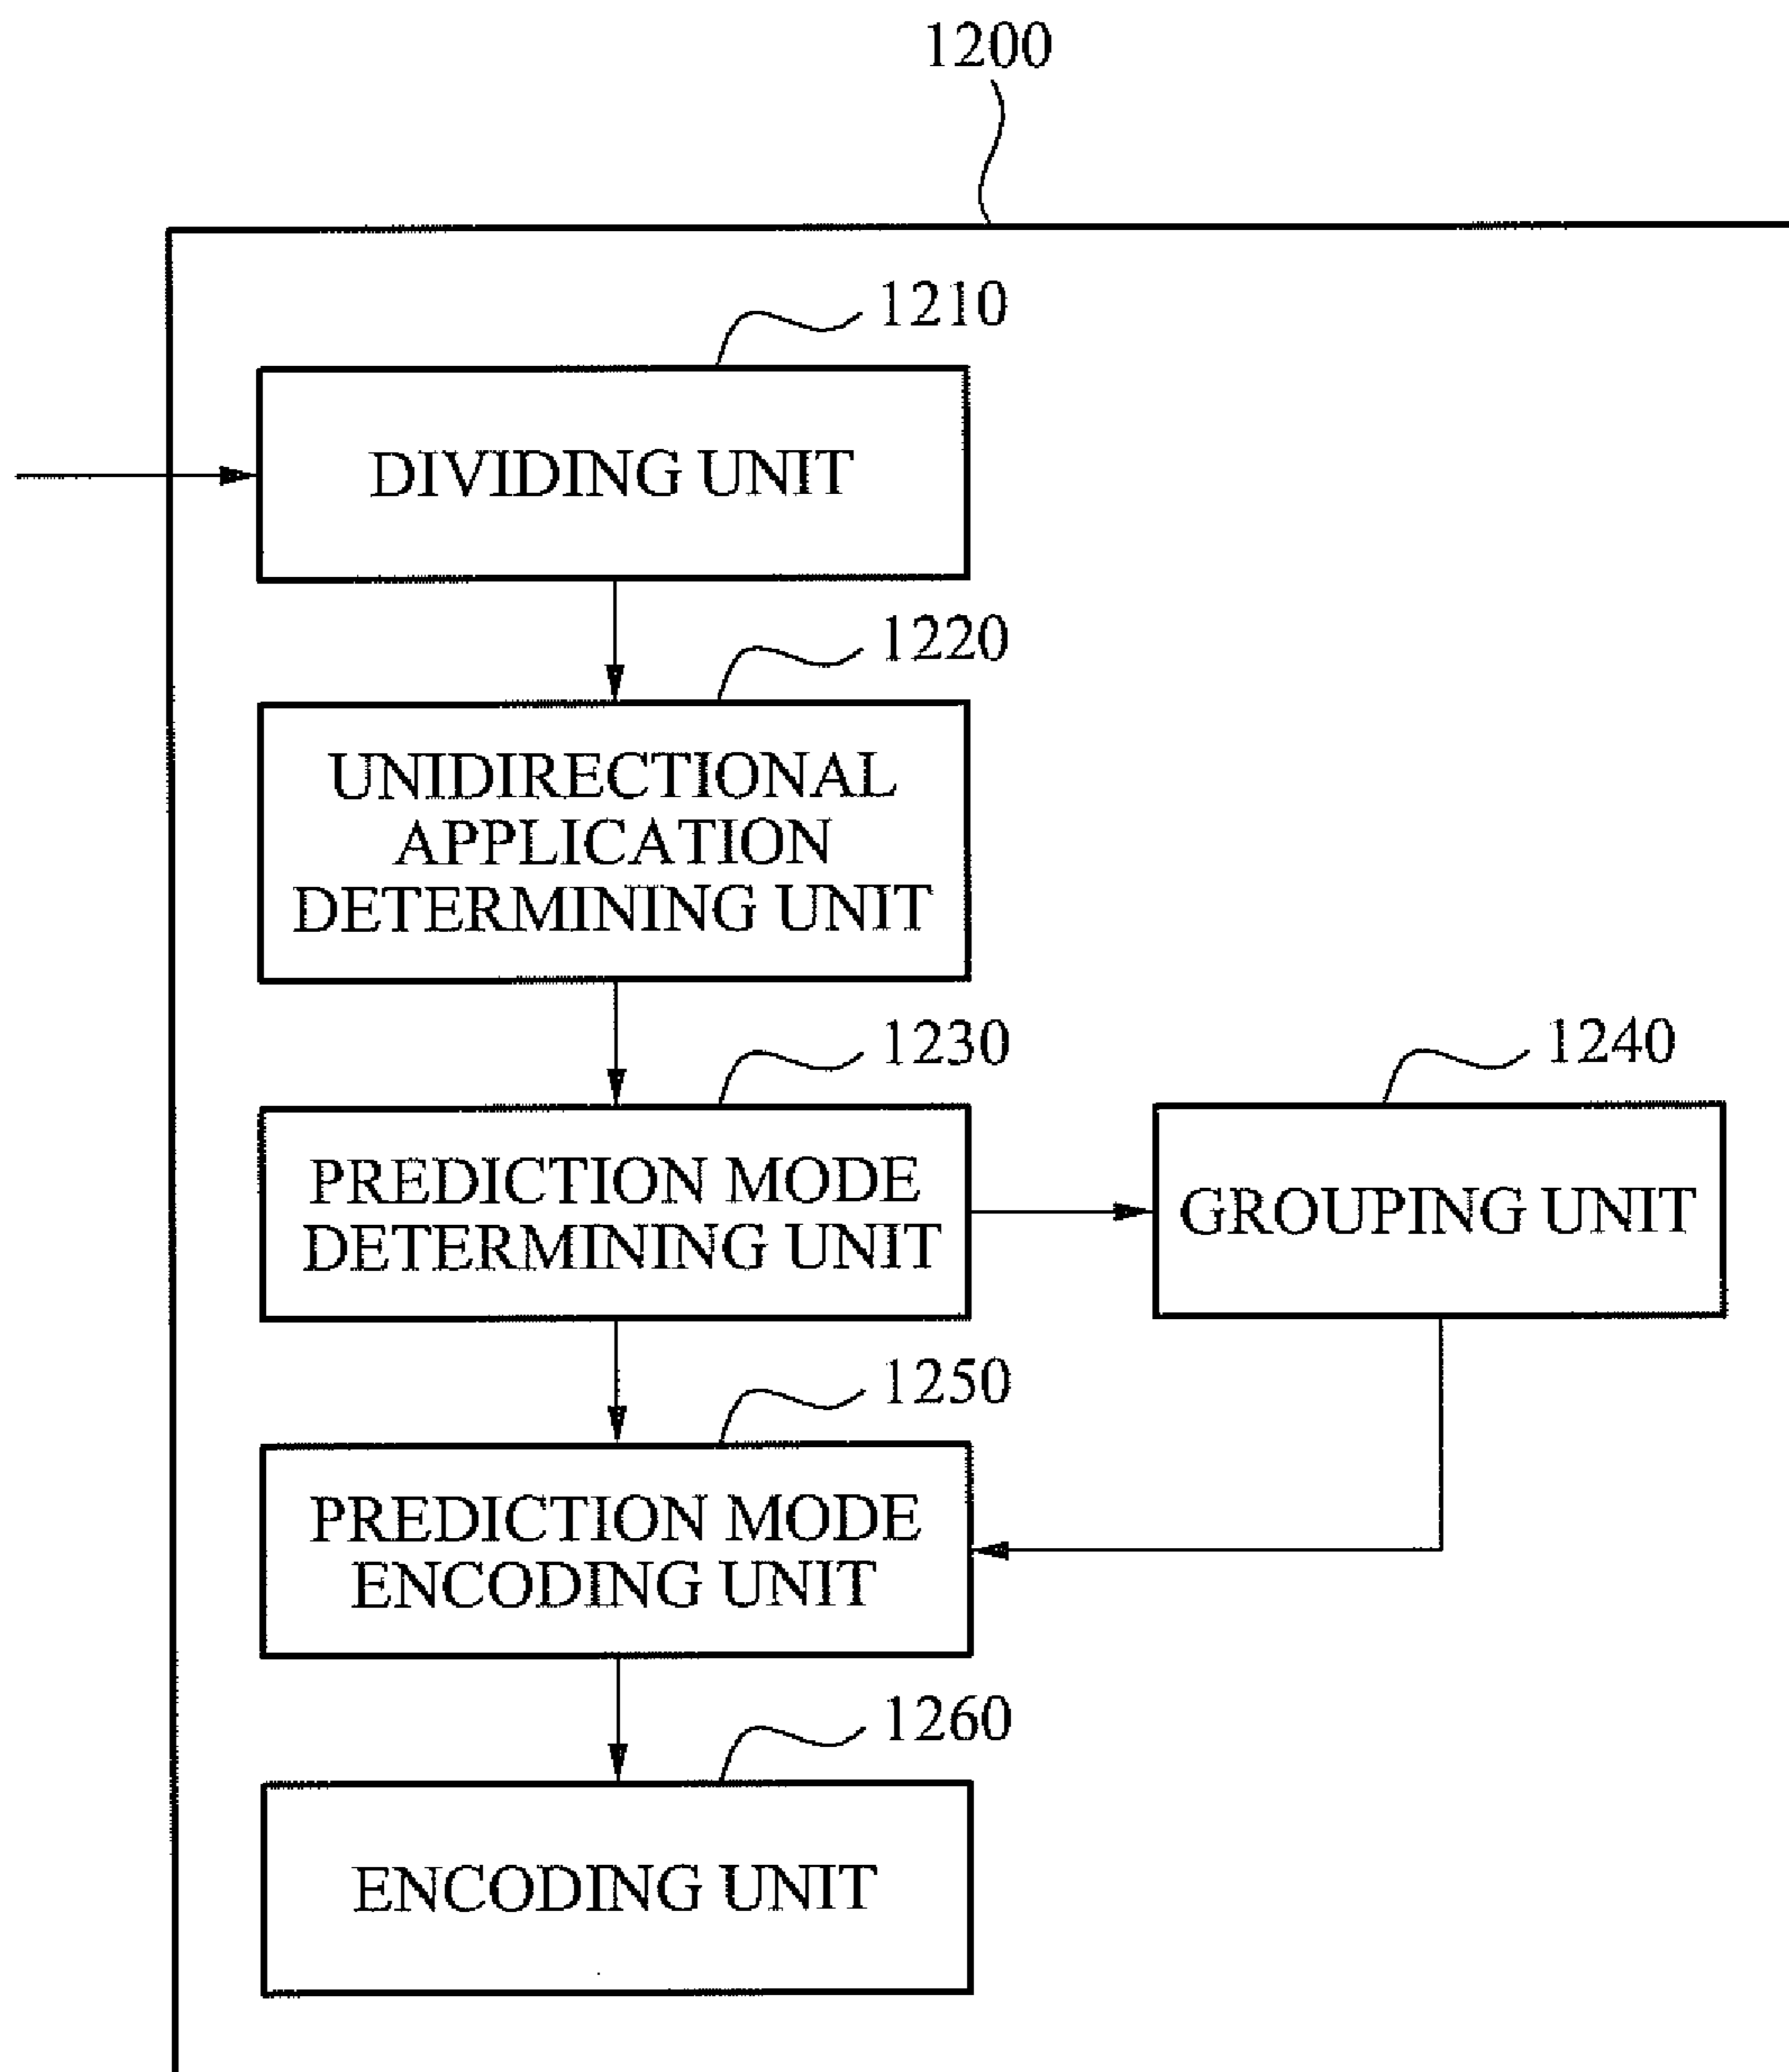 1200
1210
DIVIDING UNIT
1220
UNIDIRECTIONAL
APPLICATION
DETERMINING UNIT
1230
PREDICTION MODE
DETERMINING UNIT
1240
GROUPING UNIT
1250
PREDICTION MODE
ENCODING UNIT
1260
ENCODING UNIT